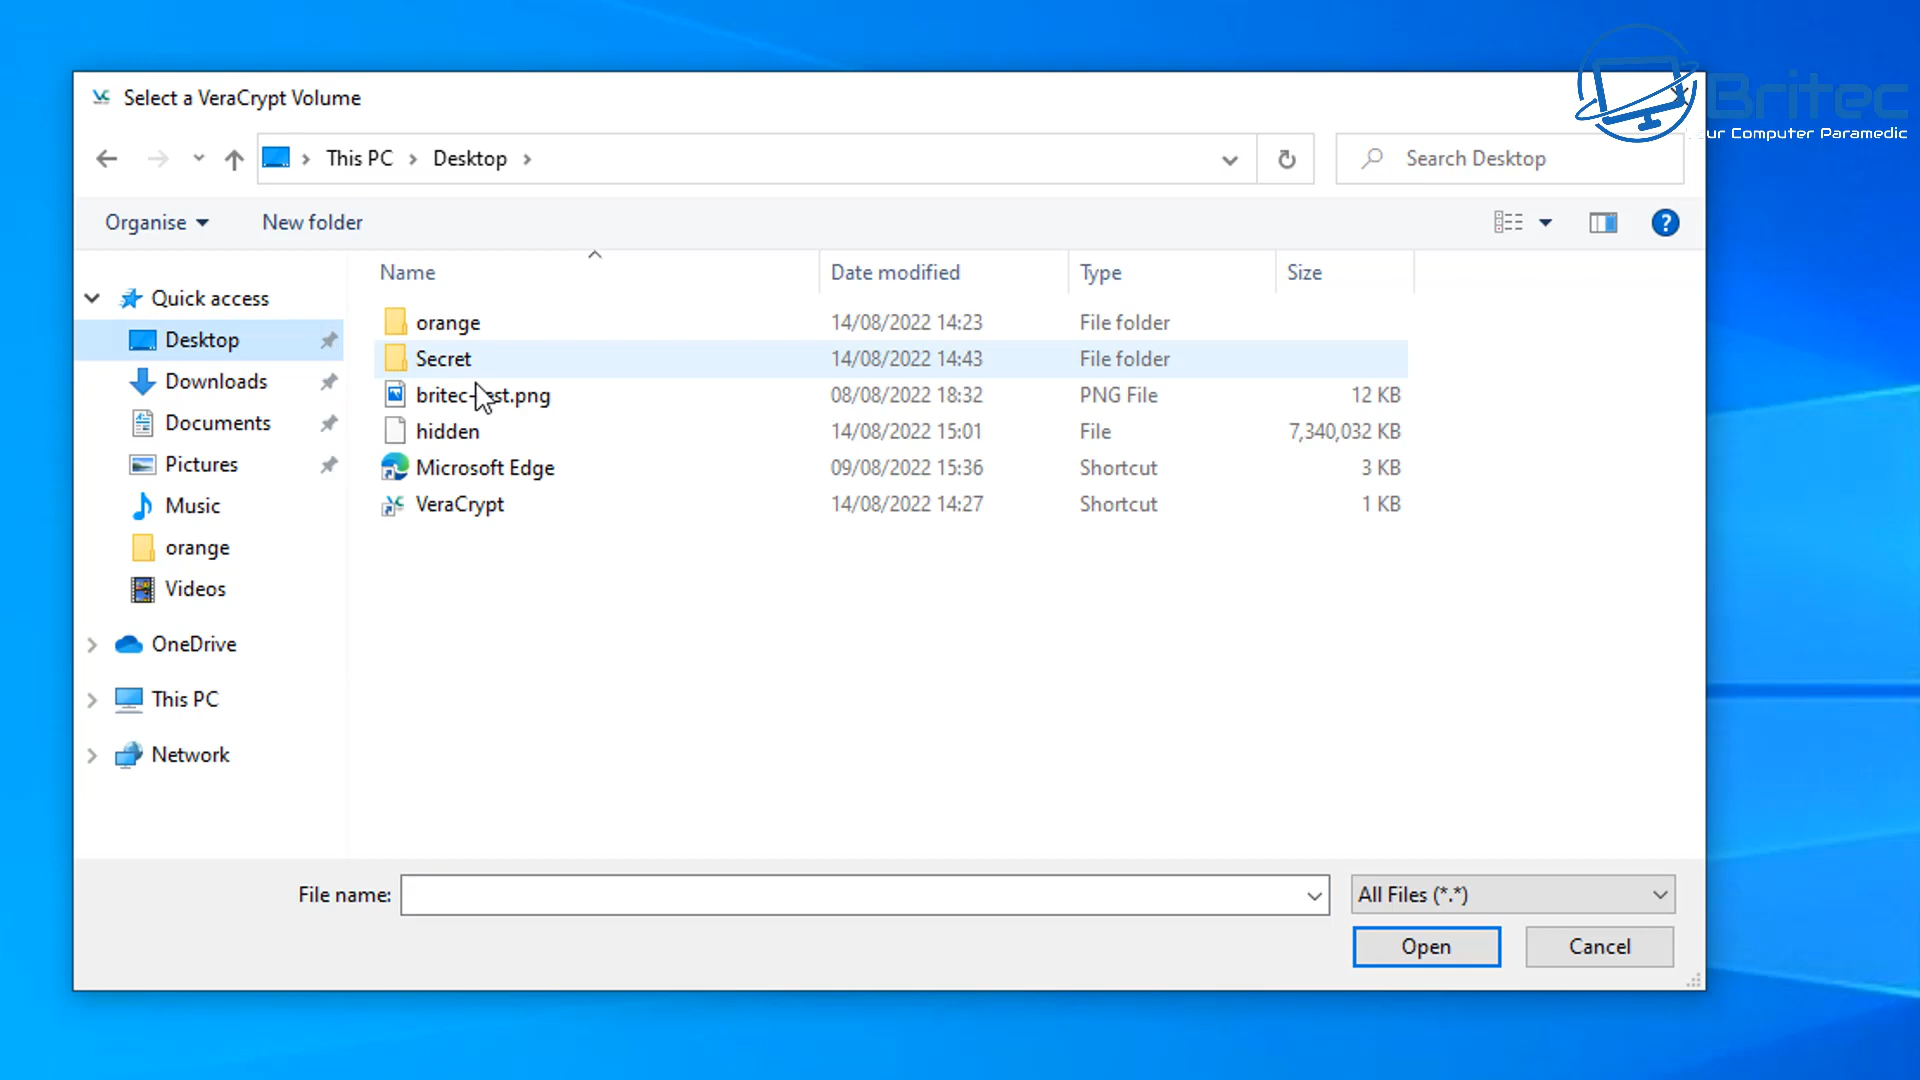 Select a VeraCrypt Volume
Britec
our Computer Paramedic
This PC > Desktop >
Search Desktop
Organise
New folder
Name
Date modified
Type
Size
Quick access
Desktop
Downloads
Documents
Pictures
Music
orange
Videos
OneDrive
This PC
Network
orange 14/08/2022 14:23 File folder
Secret 14/08/2022 14:43 File folder
britec- .png 08/08/2022 18:32 PNG File 12 KB
hidden 14/08/2022 15:01 File 7,340,032 KB
Microsoft Edge 09/08/2022 15:36 Shortcut 3 KB
VeraCrypt 14/08/2022 14:27 Shortcut 1 KB
File name:
All Files (*.*)
Open
Cancel